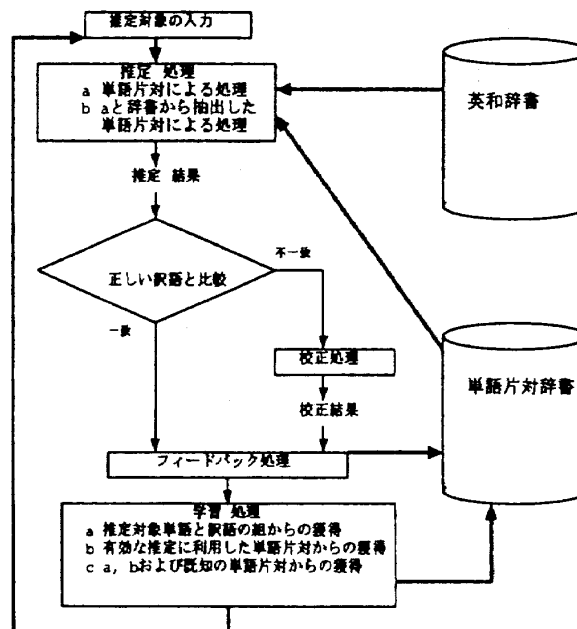 推定対象の入力
推定 処理
a 単語片対による処理
b aと辞書から抽出した
単語片対による処理
英和辞書
推定 結果
不一致
正しい訳語と比較
一致
校正処理
単語片対辞書
校正結果
フィードバック処理
学習 処理
a 推定対象単語と訳語の組からの獲得
b 有効な推定に利用した単語片対からの獲得
c a, bおよび既知の単語片対からの獲得